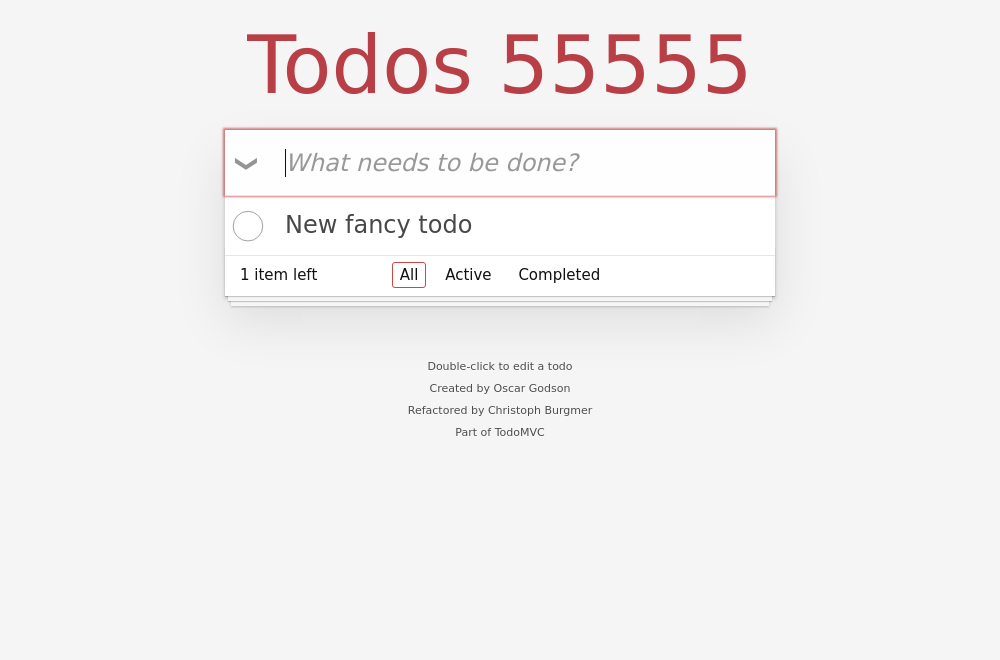 Todos 55555
What needs to be done?
New fancy todo
1 item left All Active Completed
Double-click to edit a todo
Created by Oscar Godson
Refactored by Christoph Burgmer
Part of TodoMVC